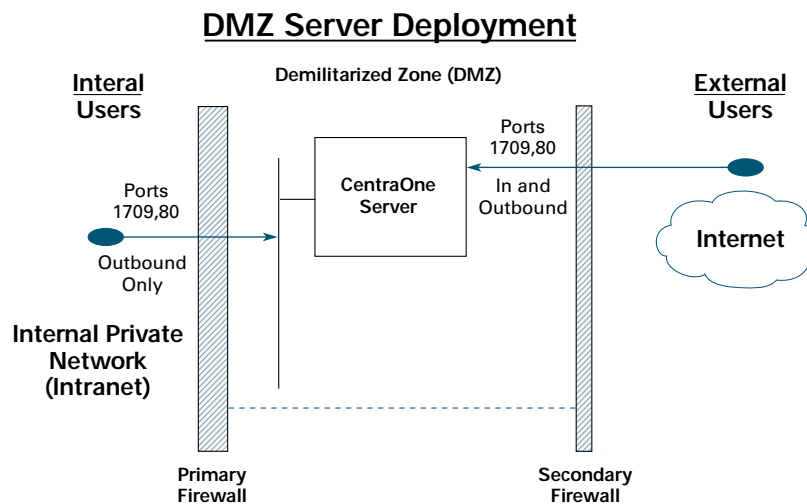 DMZ Server Deployment
Demilitarized Zone (DMZ)
Interal
Users
External
Users
Ports
1709,80
CentraOne
Server
Ports
1709,80
In and
Outbound
Outbound
Only
Internet
Internal Private
Network
(Intranet)
Primary
Firewall
Secondary
Firewall